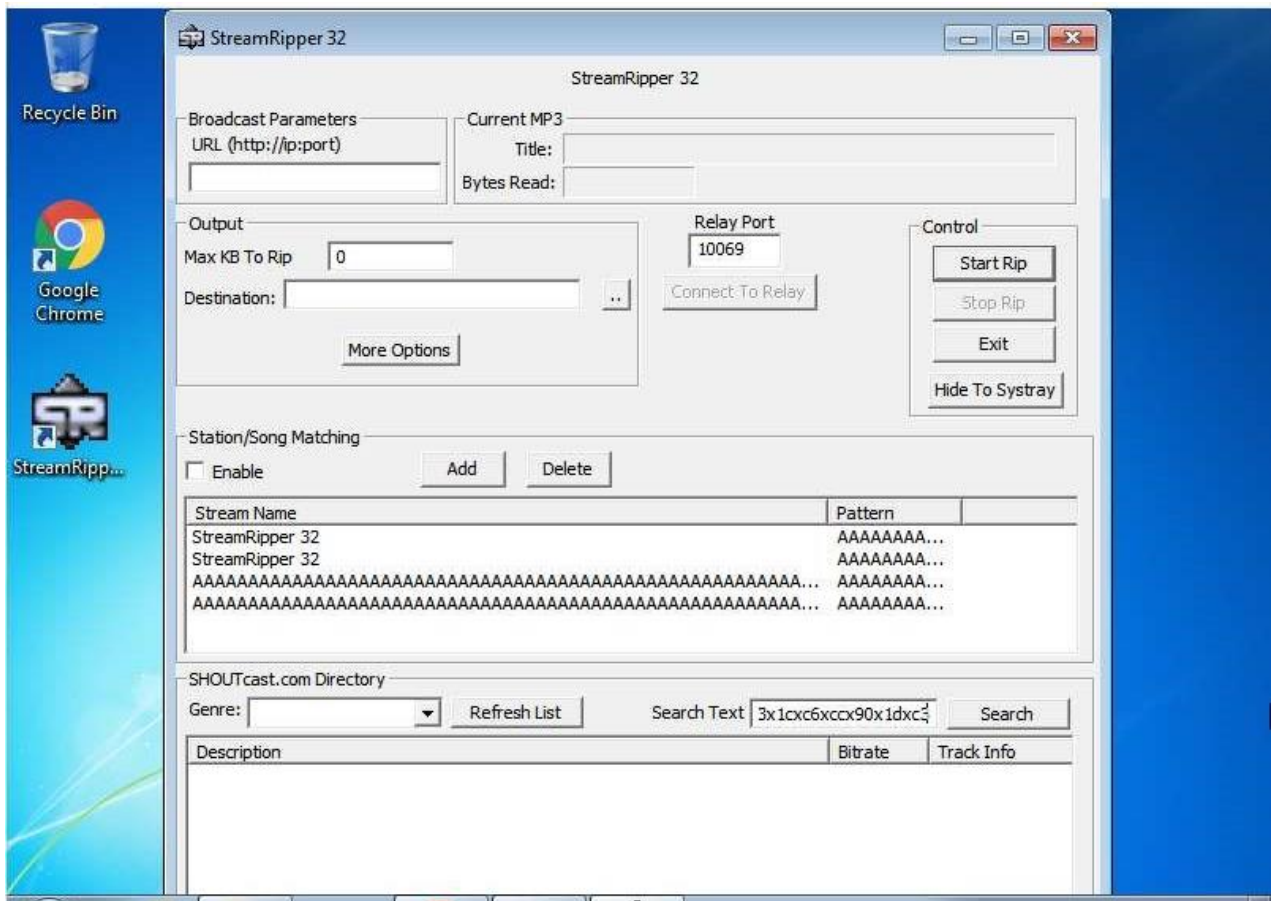 StreamRipper 32
StreamRipper 32
Recycle Bin
Broadcast Parameters
URL (http://ip:port)
Current MP3
Title:
Bytes Read:
Google
Chrome
Output
Max KB To Rip 0
Destination: ..
More Options
Relay Port
10069
Connect To Relay
Control
Start Rip
Stop Rip
Exit
Hide To Systray
SR
StreamRipp...
Station/Song Matching
Enable Add Delete
Stream Name Pattern
StreamRipper 32 AAAAAAAA...
StreamRipper 32 AAAAAAAA...
AAAAAAAAAAAAAAAAAAAAAAAAAAAAAAAAAAAAAAAAAAAAAAAAAAAAAAA... AAAAAAAA...
AAAAAAAAAAAAAAAAAAAAAAAAAAAAAAAAAAAAAAAAAAAAAAAAAAAAAAA... AAAAAAAA...
SHOUTcast.com Directory
Genre: Refresh List Search Text 3x1cxc6xccx90x1dxc3 Search
Description Bitrate Track Info